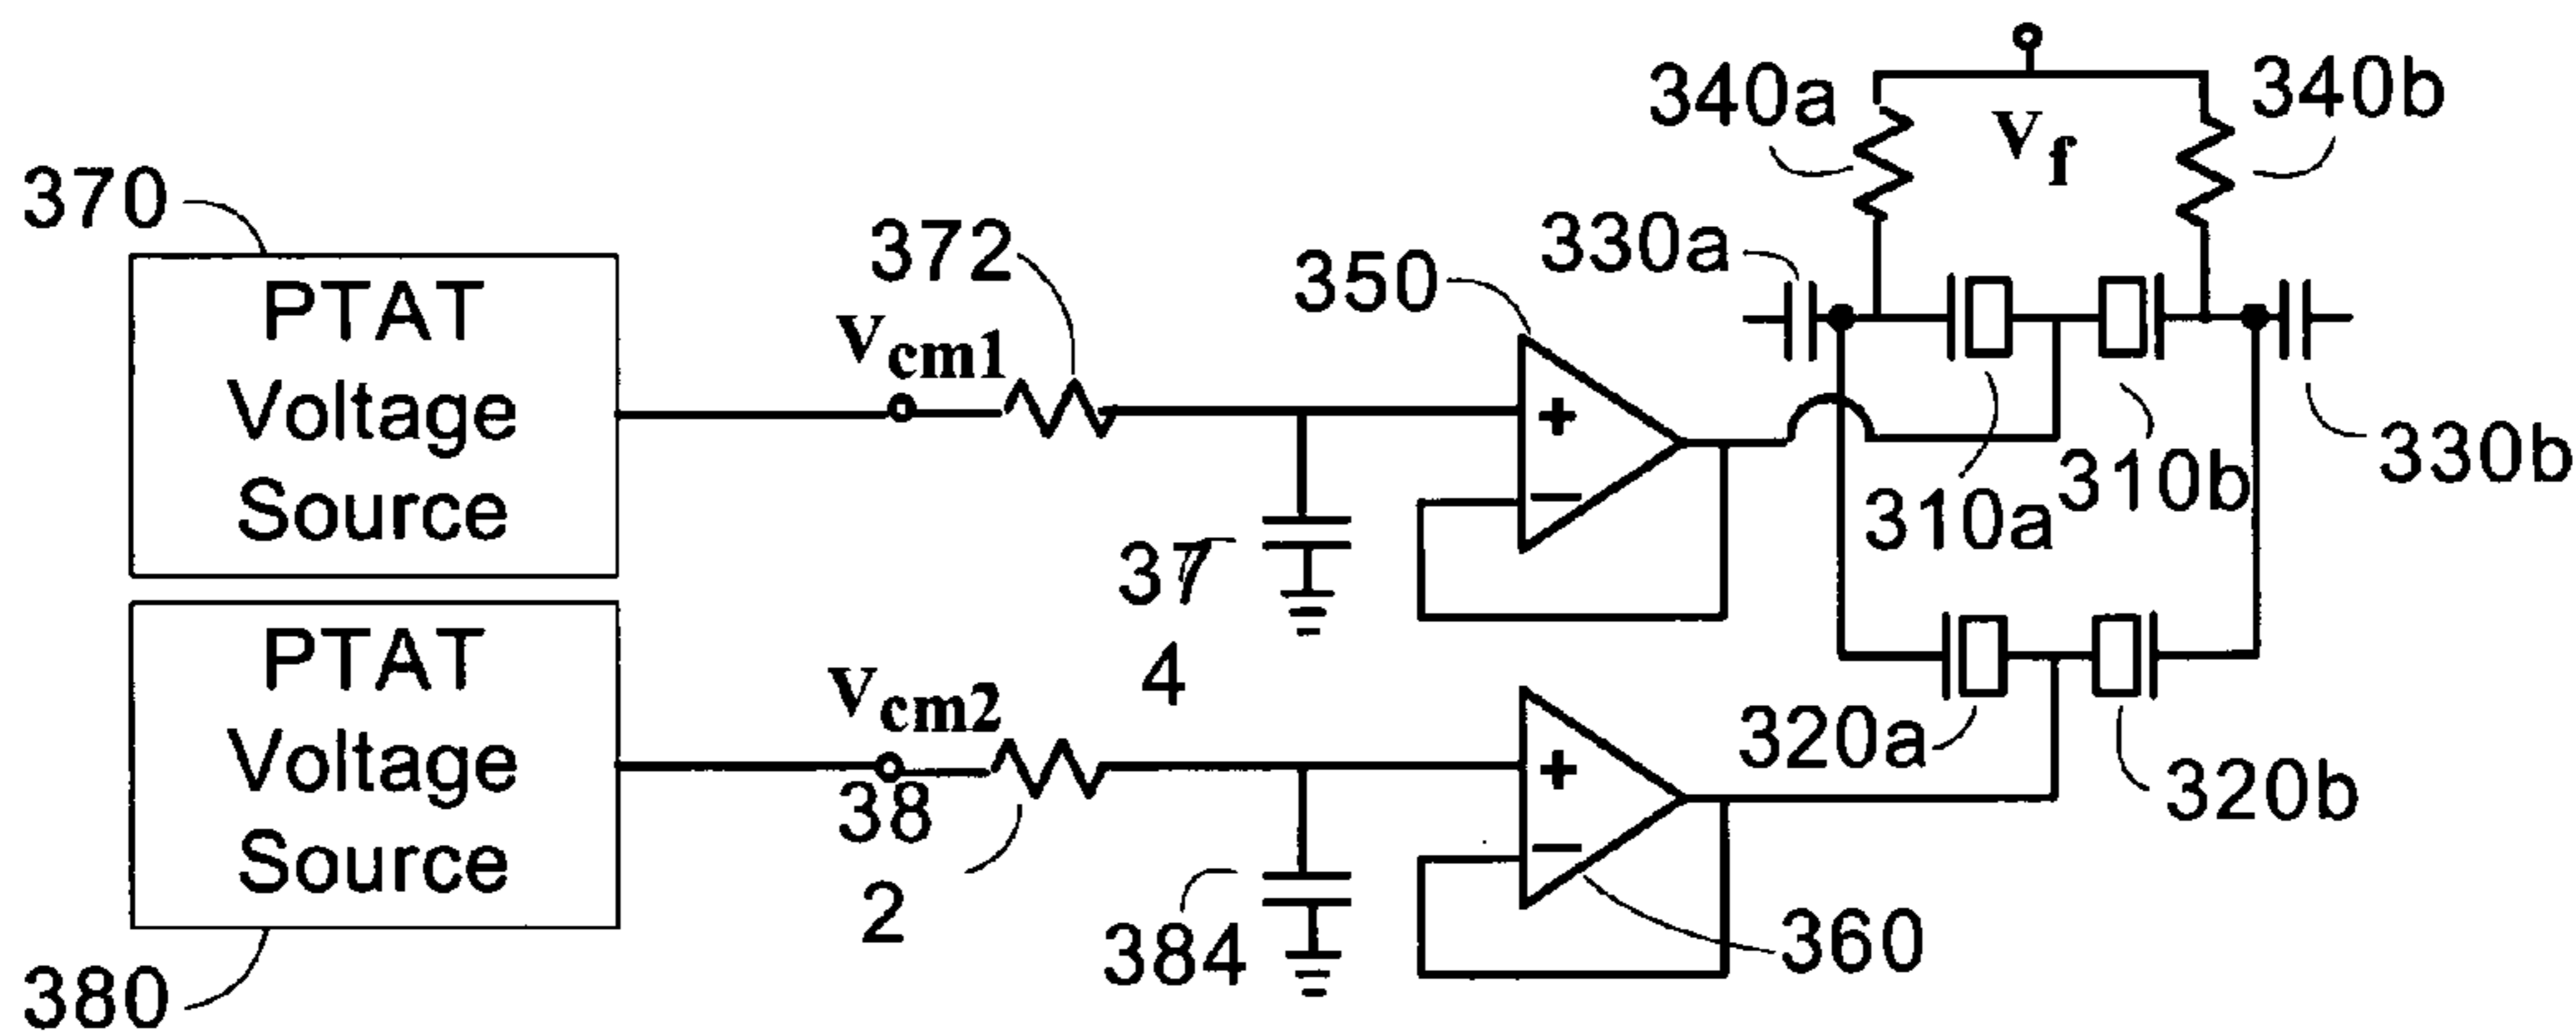 340a
340b
Vf
370
372
350
330a
PTAT
Voltage
Source
Vcm1
+
−
330b
310a
310b
37
4
PTAT
Voltage
Source
Vcm2
38
2
+
−
320a
320b
384
360
380